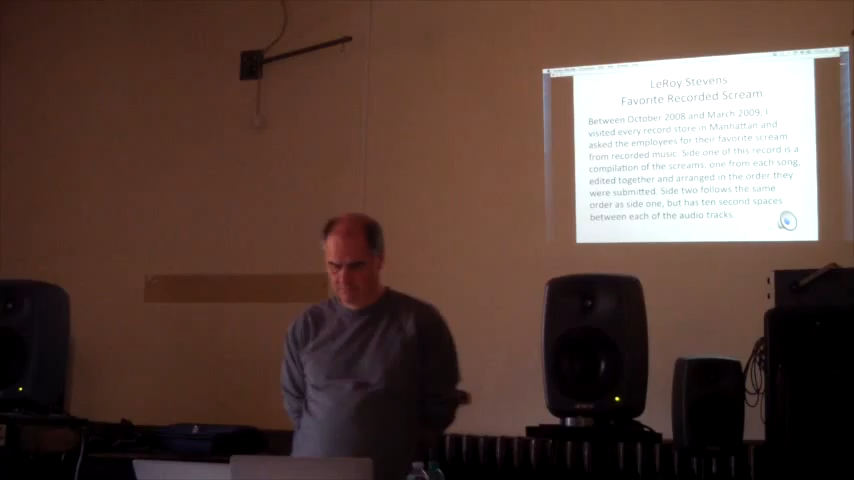 LeRoy Stevens
Favorite Recorded Scream
Between October 2008 and March 2009, I
visited every record store in Manhattan and
asked the employees for their favorite scream
from recorded music. Side one of this record is a
compilation of the screams, one from each song,
edited together and arranged in the order they
were submitted. Side two follows the same
order as side one, but has ten second spaces
between each of the audio tracks.